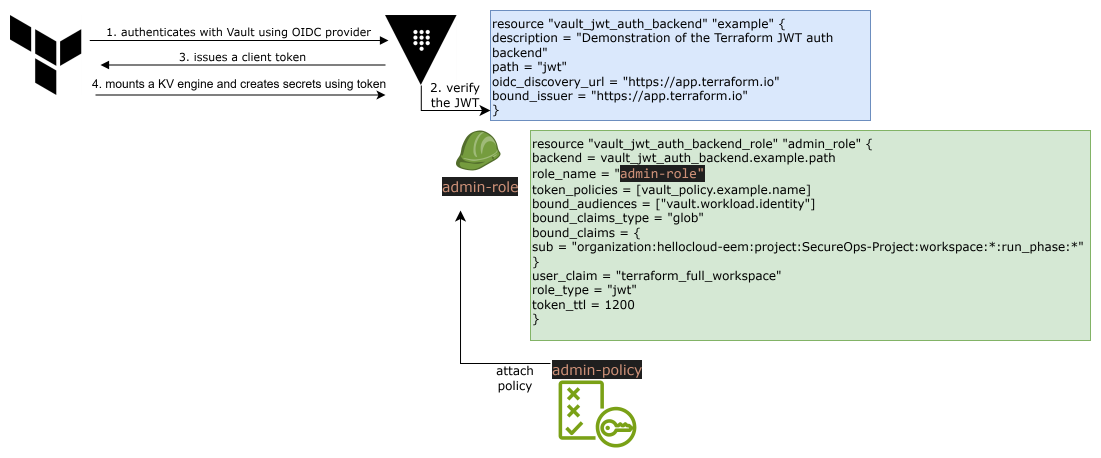 1. authenticates with Vault using OIDC provider
3. issues a client token
4. mounts a KV engine and creates secrets using token
2. verify
the JWT
resource "vault_jwt_auth_backend" "example" {
description = "Demonstration of the Terraform JWT auth
backend"
path = "jwt"
oidc_discovery_url = "https://app.terraform.io"
bound_issuer = "https://app.terraform.io"
}
admin-role
resource "vault_jwt_auth_backend_role" "admin_role" {
backend = vault_jwt_auth_backend.example.path
role_name = "admin-role"
token_policies = [vault_policy.example.name]
bound_audiences = ["vault.workload.identity"]
bound_claims_type = "glob"
bound_claims = {
sub = "organization:hellocloud-eem:project:SecureOps-Project:workspace:*:run_phase:*"
}
user_claim = "terraform_full_workspace"
role_type = "jwt"
token_ttl = 1200
}
attach
policy
admin-policy